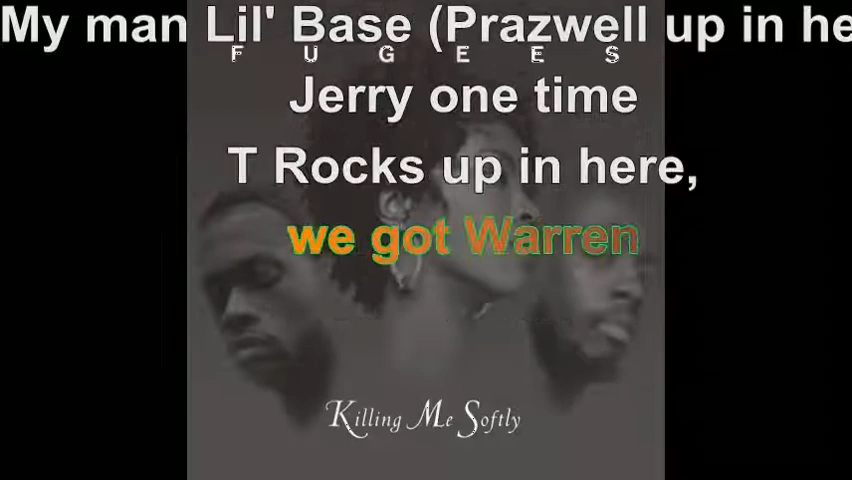 My man Lil' Base (Prazwell up in he
FUGEES
Jerry one time
T Rocks up in here,
we got Warren
Killing Me Softly